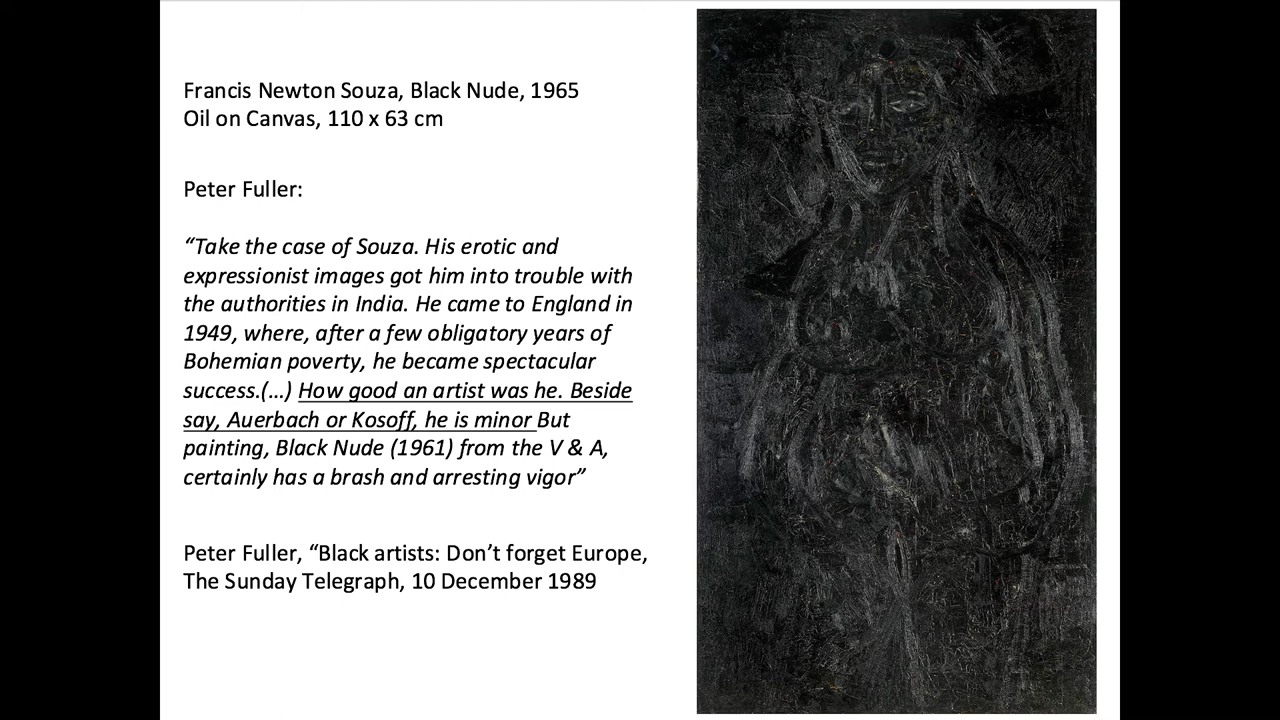 Francis Newton Souza, Black Nude, 1965
Oil on Canvas, 110 x 63 cm
Peter Fuller:
“Take the case of Souza. His erotic and
expressionist images got him into trouble with
the authorities in India. He came to England in
1949, where, after a few obligatory years of
Bohemian poverty, he became spectacular
success.(…) How good an artist was he. Beside
say, Auerbach or Kosoff, he is minor But
painting, Black Nude (1961) from the V & A,
certainly has a brash and arresting vigor”
Peter Fuller, “Black artists: Don’t forget Europe,
The Sunday Telegraph, 10 December 1989